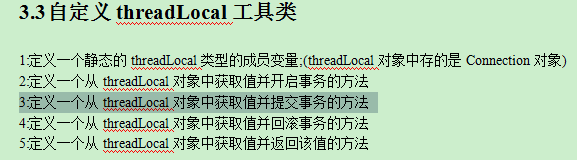 3.3自定义 threadLocal 工具类
1:定义一个静态的 threadLocal 类型的成员变量;(threadLocal 对象中存的是 Connection 对象)
2:定义一个从 threadLocal 对象中获取值并开启事务的方法
3:定义一个从 threadLocal 对象中获取值并提交事务的方法
4:定义一个从 threadLocal 对象中获取值并回滚事务的方法
5:定义一个从 threadLocal 对象中获取值并返回该值的方法